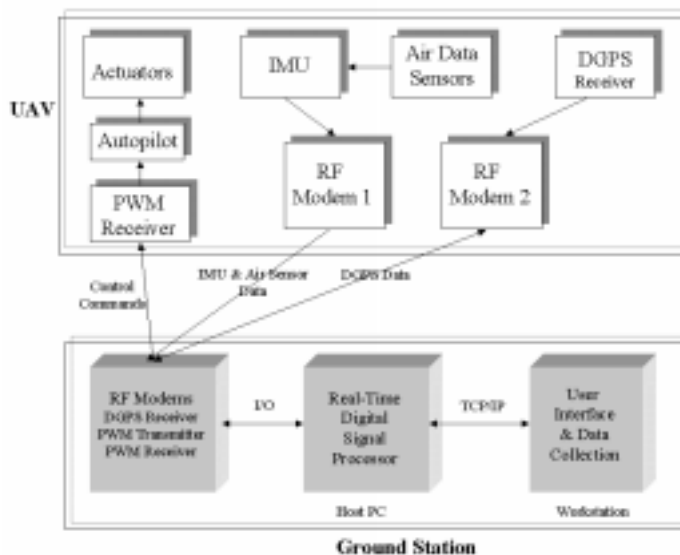 Actuators
IMU
Air Data
Sensors
DGPS
Receiver
UAV
Autopilot
PWM
Receiver
RF
Modem 1
RF
Modem 2
Control
Commands
IMU & Air Sensor
Data
DGPS Data
RF Modems
DGPS Receiver
PWM Transmitter
PWM Receiver
I/O
Real-Time
Digital
Signal
Processor
TCP/IP
User
Interface
& Data
Collection
Host PC
Workstation
Ground Station